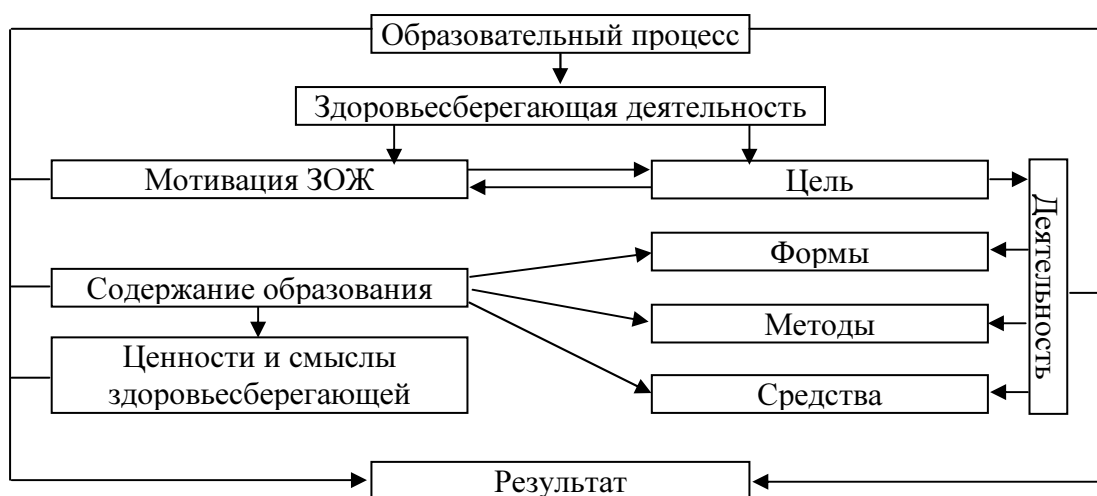 Образовательный процесс
Здоровьесберегающая деятельность
Мотивация ЗОЖ
Цель
Деятельность
Формы
Содержание образования
Методы
Ценности и смыслы
здоровьесберегающей
Средства
Результат